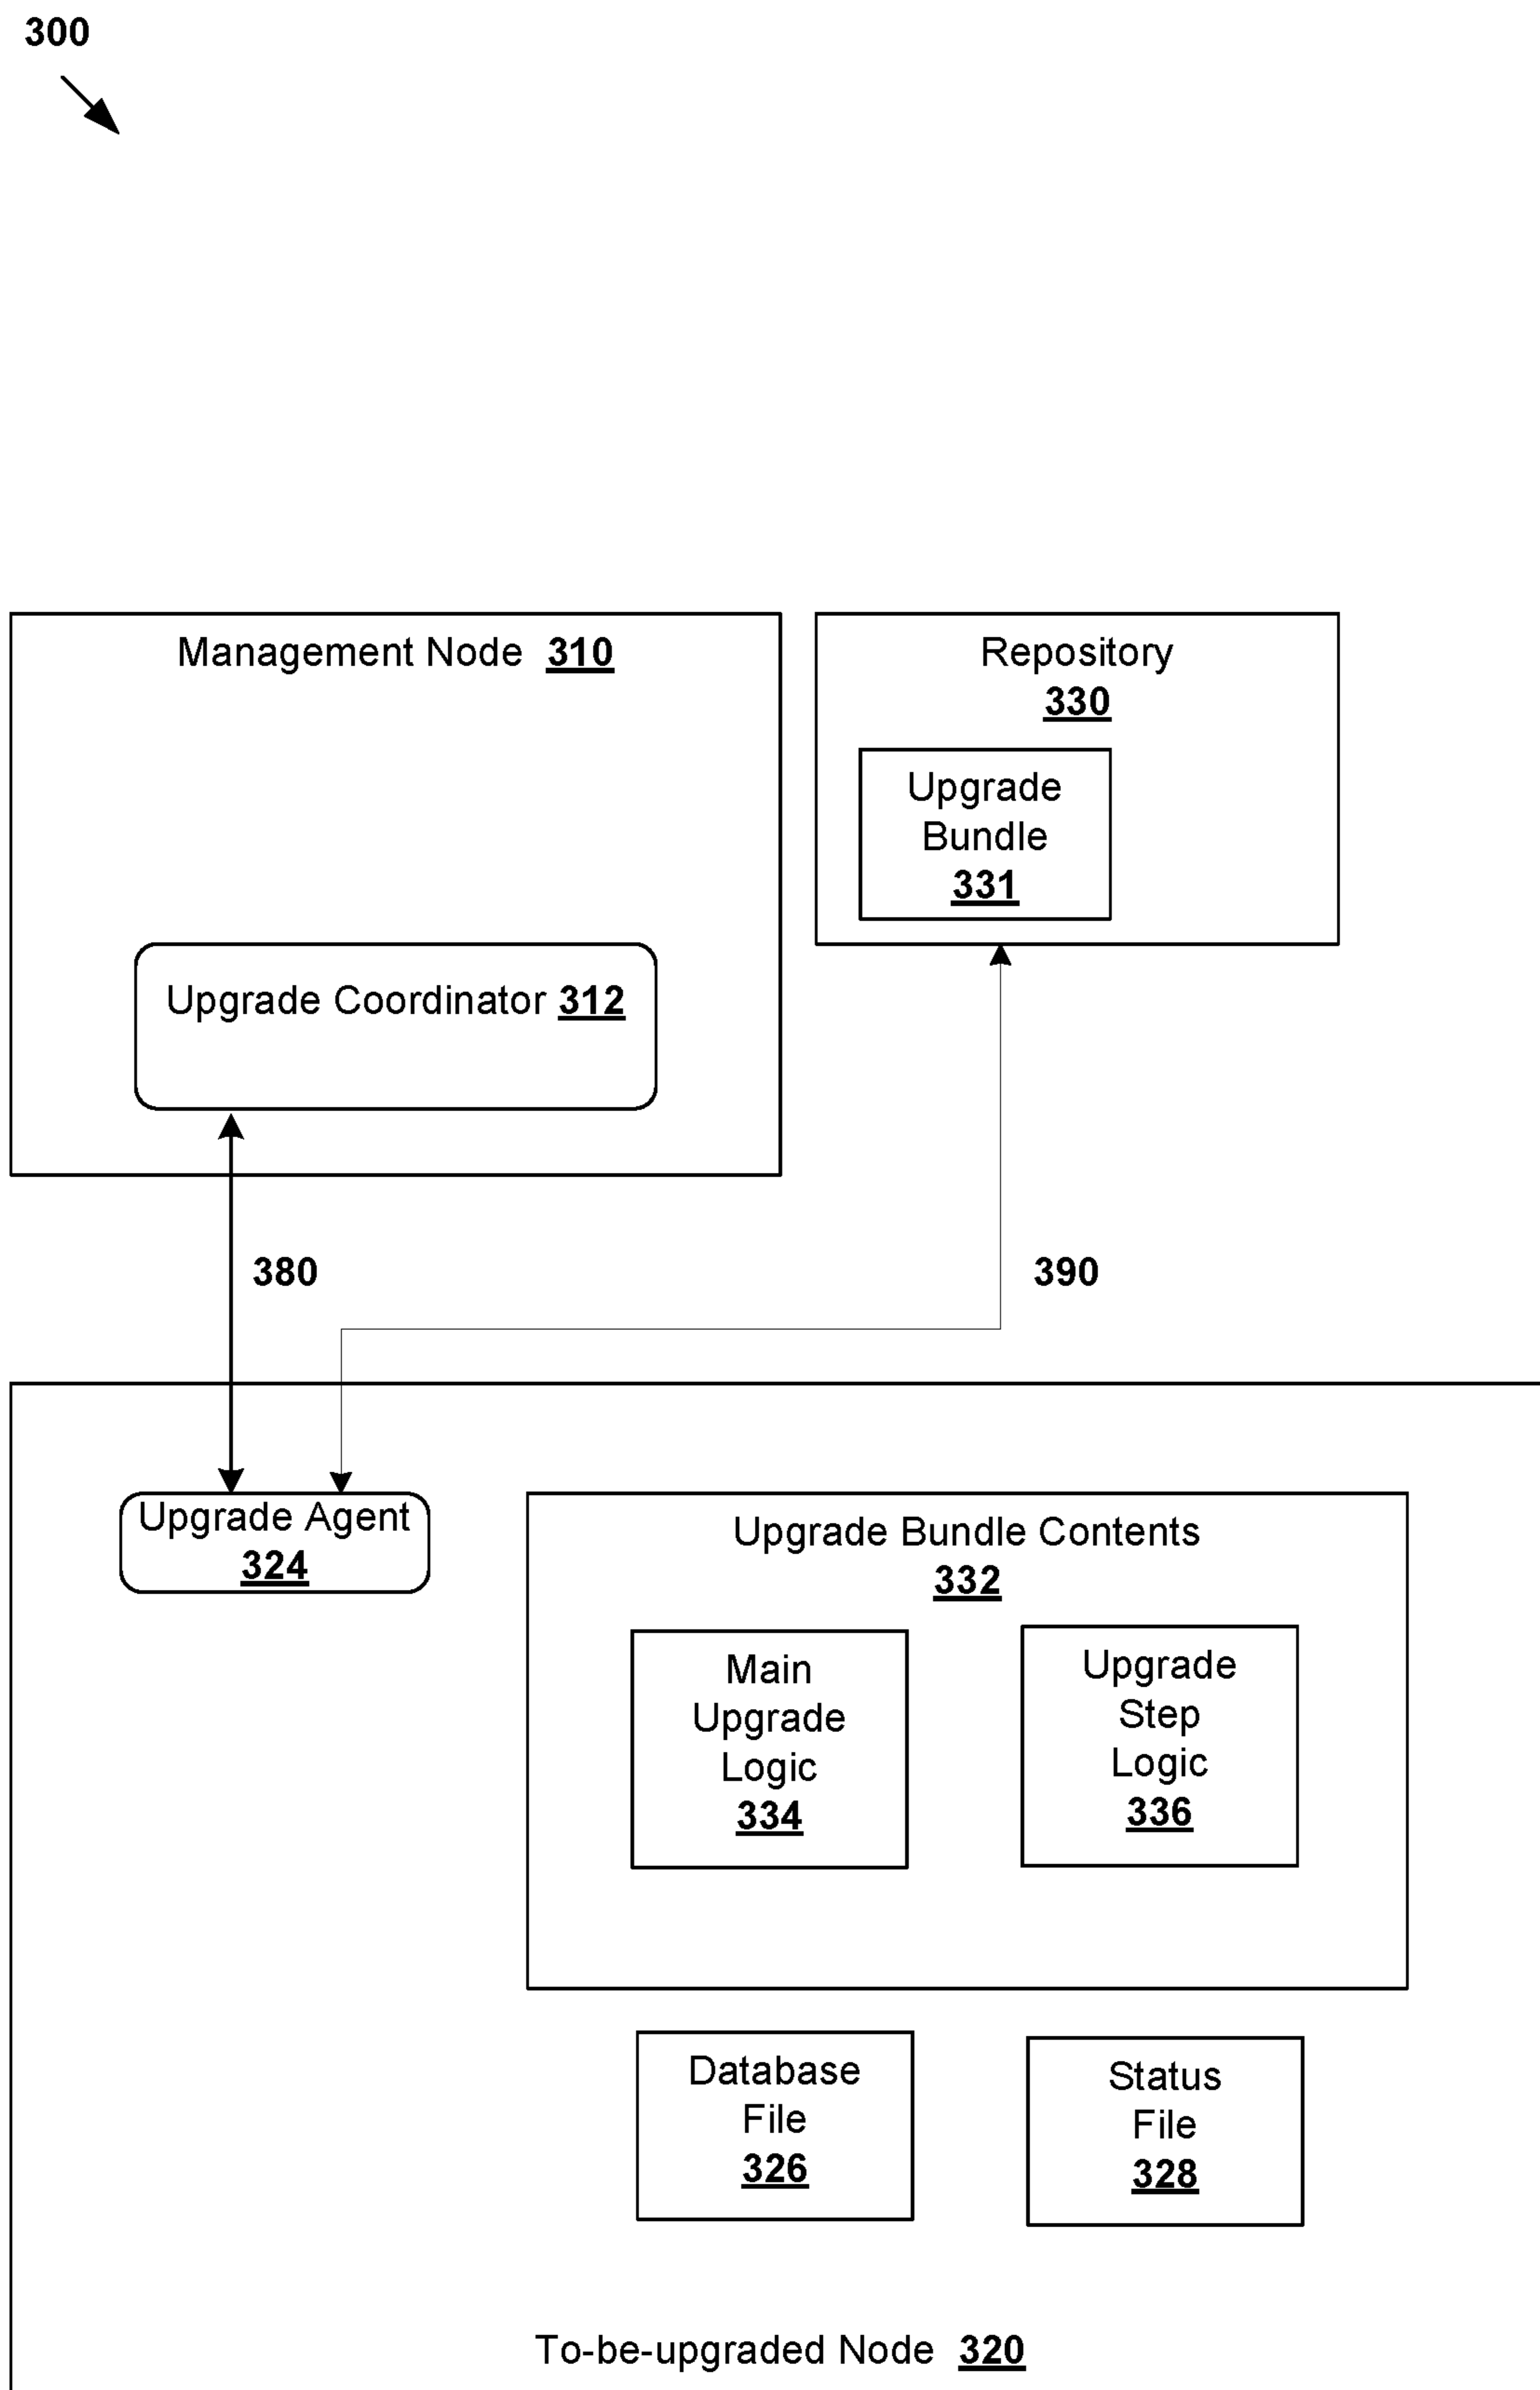 300
Management Node 310
Upgrade Coordinator 312
Repository
330
Upgrade
Bundle
331
380
390
Upgrade Agent
324
Upgrade Bundle Contents
332
Main
Upgrade
Logic
334
Upgrade
Step
Logic
336
Database
File
326
Status
File
328
To-be-upgraded Node 320